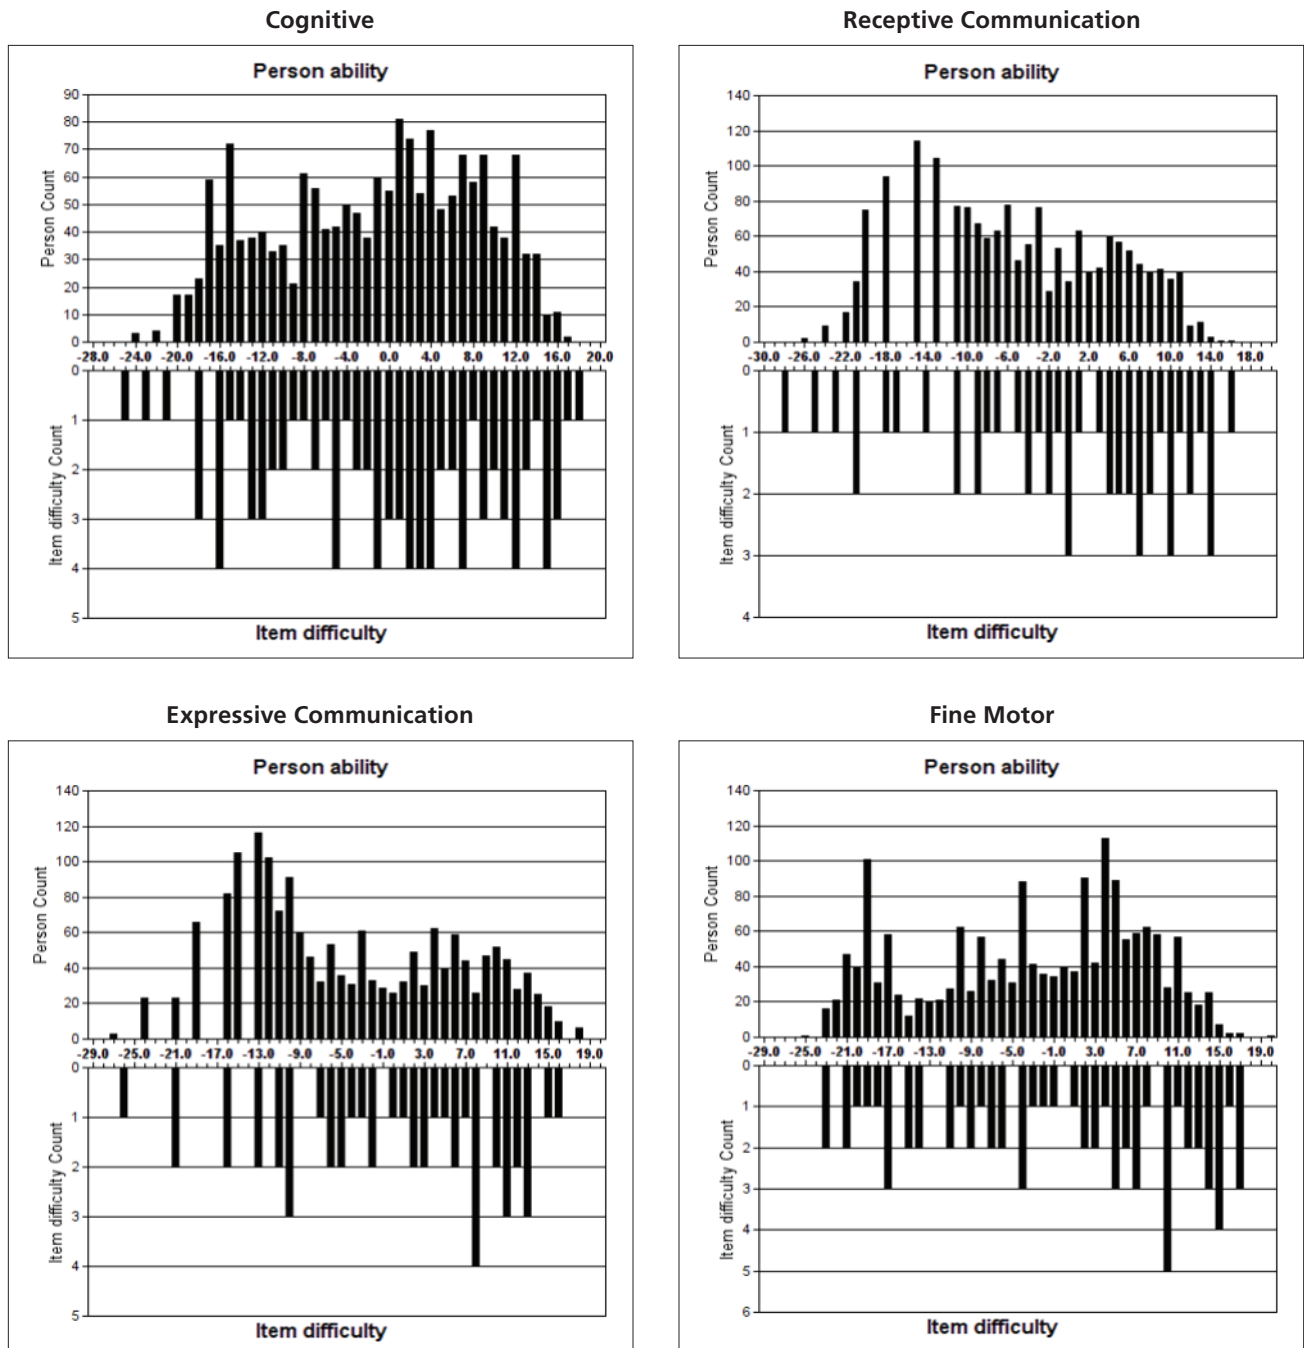 Cognitive
Person ability
Person Count
90
80
70
60
50
40
30
20
10
0
-28.0 -24.0 -20.0 -16.0 -12.0 -8.0 -4.0 0.0 4.0 8.0 12.0 16.0 20.0
0
1
2
3
4
5
Item difficulty Count
Item difficulty
Receptive Communication
Person ability
Person Count
140
120
100
80
60
40
20
0
-30.0 -26.0 -22.0 -18.0 -14.0 -10.0 -6.0 -2.0 2.0 6.0 10.0 14.0 18.0
0
1
2
3
4
Item difficulty Count
Item difficulty
Expressive Communication
Person ability
Person Count
140
120
100
80
60
40
20
0
-29.0 -25.0 -21.0 -17.0 -13.0 -9.0 -5.0 -1.0 3.0 7.0 11.0 15.0 19.0
0
1
2
3
4
5
Item difficulty Count
Item difficulty
Fine Motor
Person ability
Person Count
140
120
100
80
60
40
20
0
-29.0 -25.0 -21.0 -17.0 -13.0 -9.0 -5.0 -1.0 3.0 7.0 11.0 15.0 19.0
0
1
2
3
4
5
6
Item difficulty Count
Item difficulty